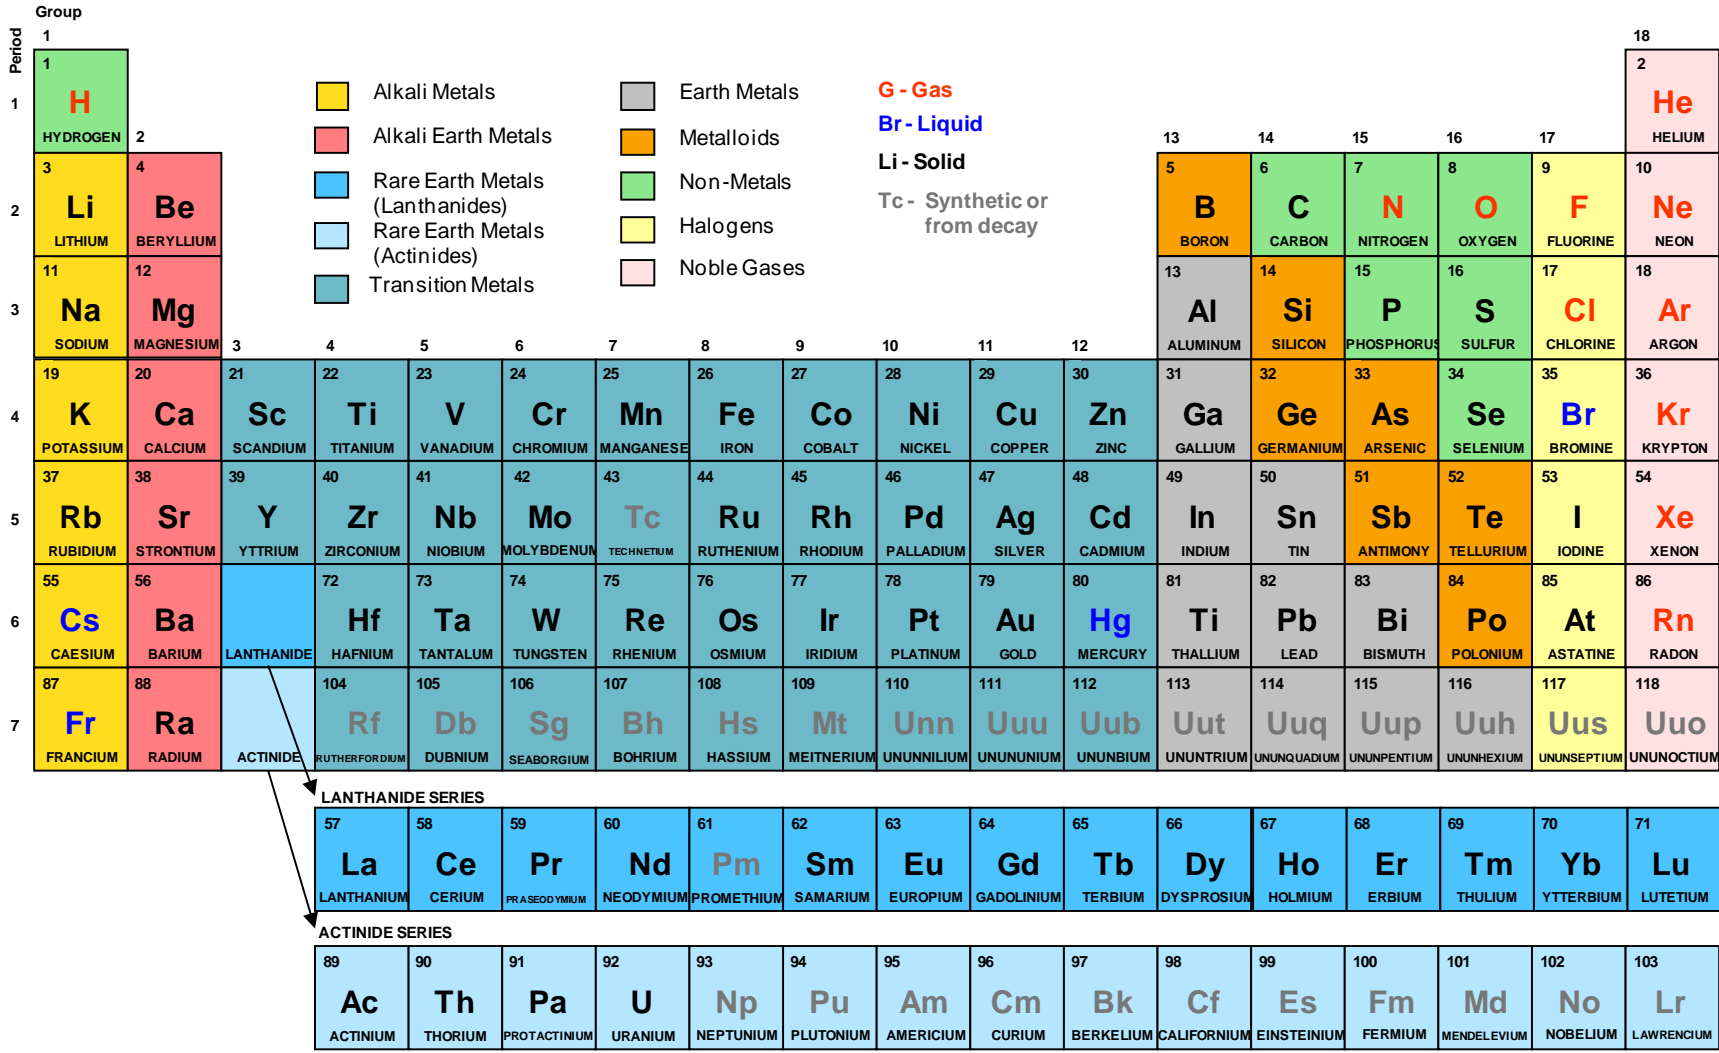 Group
Period
1
18
1
2
1
H
He
HYDROGEN
HELIUM
2
13
14
15
16
17
Alkali Metals
Alkali Earth Metals
Rare Earth Metals
(Lanthanides)
Rare Earth Metals
(Actinides)
Transition Metals
Earth Metals
Metalloids
Non-Metals
Halogens
Noble Gases
G - Gas
Br - Liquid
Li - Solid
Tc - Synthetic or
from decay
3 4 5 6 7 8 9 10
2 Li Be B C N O F Ne
LITHIUM BERYLLIUM BORON CARBON NITROGEN OXYGEN FLUORINE NEON
11 12 13 14 15 16 17 18
3 Na Mg Al Si P S Cl Ar
SODIUM MAGNESIUM ALUMINUM SILICON PHOSPHORUS SULFUR CHLORINE ARGON
3 4 5 6 7 8 9 10 11 12
19 20 21 22 23 24 25 26 27 28 29 30 31 32 33 34 35 36
4 K Ca Sc Ti V Cr Mn Fe Co Ni Cu Zn Ga Ge As Se Br Kr
POTASSIUM CALCIUM SCANDIUM TITANIUM VANADIUM CHROMIUM MANGANESE IRON COBALT NICKEL COPPER ZINC GALLIUM GERMANIUM ARSENIC SELENIUM BROMINE KRYPTON
37 38 39 40 41 42 43 44 45 46 47 48 49 50 51 52 53 54
5 Rb Sr Y Zr Nb Mo Tc Ru Rh Pd Ag Cd In Sn Sb Te I Xe
RUBIDIUM STRONTIUM YTTRIUM ZIRCONIUM NIOBIUM MOLYBDENUM TECHNETIUM RUTHENIUM RHODIUM PALLADIUM SILVER CADMIUM INDIUM TIN ANTIMONY TELLURIUM IODINE XENON
55 56 72 73 74 75 76 77 78 79 80 81 82 83 84 85 86
6 Cs Ba Hf Ta W Re Os Ir Pt Au Hg Ti Pb Bi Po At Rn
CAESIUM BARIUM LANTHANIDE HAFNIUM TANTALUM TUNGSTEN RHENIUM OSMIUM IRIDIUM PLATINUM GOLD MERCURY THALLIUM LEAD BISMUTH POLONIUM ASTATINE RADON
87 88 104 105 106 107 108 109 110 111 112 113 114 115 116 117 118
7 Fr Ra Rf Db Sg Bh Hs Mt Unn Uuu Uub Uut Uuq Uup Uuh Uus Uuo
FRANCIUM RADIUM ACTINIDE RUTHERFORDIUM DUBNIUM SEABORGIUM BOHRIUM HASSIUM MEITNERIUM UNUNNILIUM UNUNUNIUM UNUNBIUM UNUNTRIUM UNUNQUADIUM UNUNPENTIUM UNUNHEXIUM UNUNSEPTIUM UNUNOCTIUM
LANTHANIDE SERIES
57 58 59 60 61 62 63 64 65 66 67 68 69 70 71
La Ce Pr Nd Pm Sm Eu Gd Tb Dy Ho Er Tm Yb Lu
LANTHANIUM CERIUM PRASEODYMIUM NEODYMIUM PROMETHIUM SAMARIUM EUROPIUM GADOLINIUM TERBIUM DYSPROSIUM HOLMIUM ERBIUM THULIUM YTTERBIUM LUTETIUM
ACTINIDE SERIES
89 90 91 92 93 94 95 96 97 98 99 100 101 102 103
Ac Th Pa U Np Pu Am Cm Bk Cf Es Fm Md No Lr
ACTINIUM THORIUM PROTACTINIUM URANIUM NEPTUNIUM PLUTONIUM AMERICIUM CURIUM BERKELIUM CALIFORNIUM EINSTEINIUM FERMIUM MENDELEVIUM NOBELIUM LAWRENCIUM